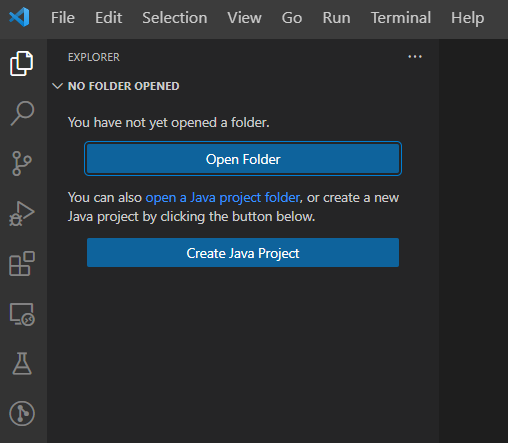 File Edit Selection View Go Run Terminal Help
EXPLORER
NO FOLDER OPENED
You have not yet opened a folder.
Open Folder
You can also open a Java project folder, or create a new
Java project by clicking the button below.
Create Java Project